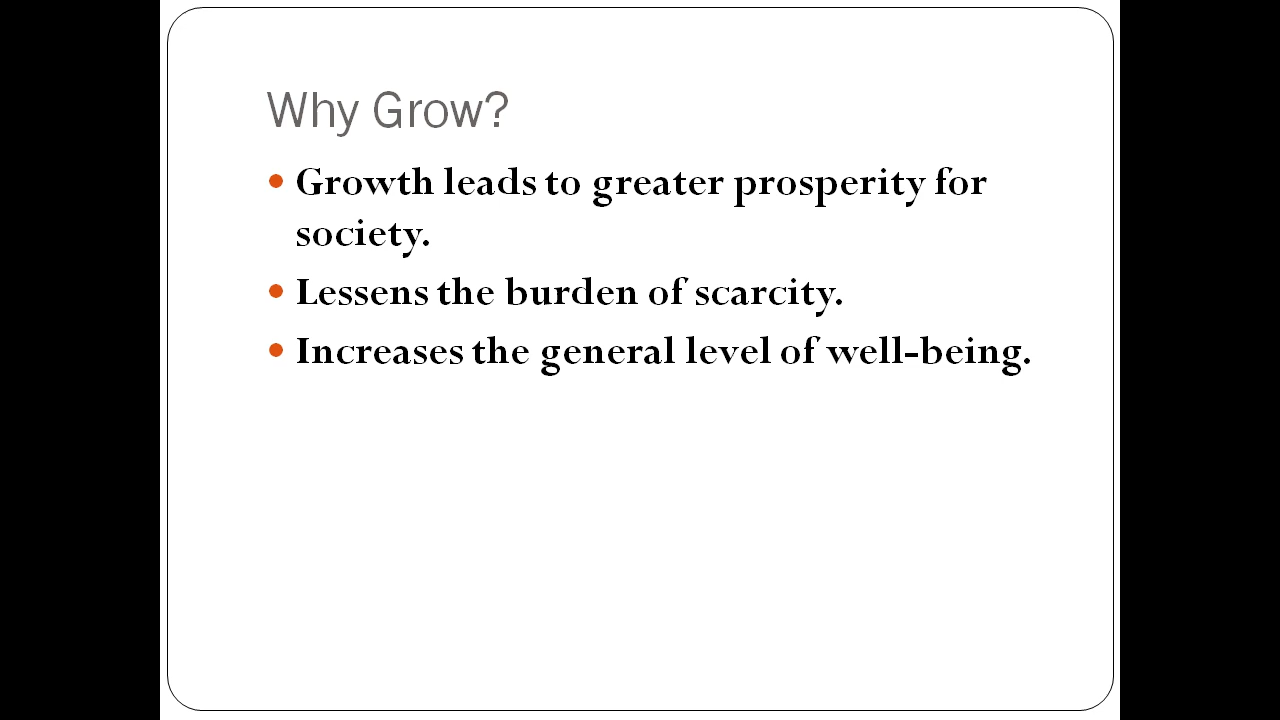 Why Grow?
• Growth leads to greater prosperity for
society.
• Lessens the burden of scarcity.
• Increases the general level of well-being.